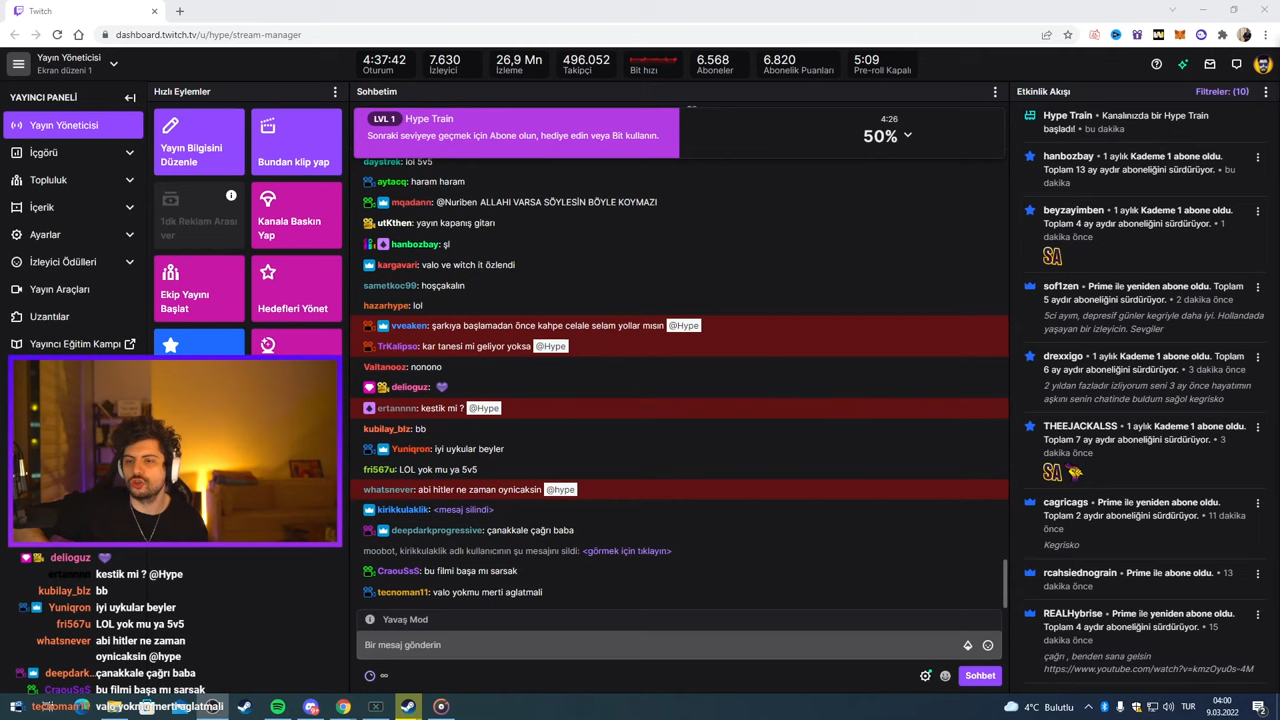 Twitch
dashboard.twitch.tv/u/hype/stream-manager
Yayın Yöneticisi
Ekran düzeni 1
4:37:42
Oturum
7.630
İzleyici
26,9 Mn
İzleme
496.052
Takipçi
Bit hızı
6.568
Aboneler
6.820
Abonelik Puanları
5:09
Pre-roll Kapalı
YAYINCI PANELİ
Yayın Yöneticisi
İçgörü
Topluluk
İçerik
Ayarlar
İzleyici Ödülleri
Yayın Araçları
Uzantılar
Yayıncı Eğitim Kampı
Hızlı Eylemler
Yayın Bilgisini
Düzenle
Bundan klip yap
1dk Reklam Arası
ver
Kanala Baskın
Yap
Ekip Yayını
Başlat
Hedefleri Yönet
Sohbetim
LVL 1 Hype Train
Sonraki seviyeye geçmek için Abone olun, hediye edin veya Bit kullanın.
4:26
50%
daystrek: lol 5v5
aytacq: haram haram
mqadann: @Nuriben ALLAHI VARSA SÖYLESİN BÖYLE KOYMAZI
utKthen: yayın kapanış gitarı
hanbozbay: şl
kargavari: valo ve witch it özlendi
sametkoc99: hoşçakalın
hazarhype: lol
vveaken: şarkıya başlamadan önce kahpe celale selam yollar mısın @Hype
TrKalipso: kar tanesi mi geliyor yoksa @Hype
Valtanooz: nonono
delioguz:
ertannnn: kestik mi ? @Hype
kubilay_blz: bb
Yuniqron: iyi uykular beyler
fri567u: LOL yok mu ya 5v5
whatsnever: abi hitler ne zaman oynicaksin @hype
kirikkulaklik: <mesaj silindi>
deepdarkprogressive: çanakkale çağrı baba
moobot, kirikkulaklik adlı kullanıcının şu mesajını sildi: <görmek için tıklayın>
CraouSsS: bu filmi başa mı sarsak
tecnoman11: valo yokmu merti aglatmali
Yavaş Mod
Bir mesaj gönderin
Sohbet
Etkinlik Akışı
Filtreler: (10)
Hype Train • Kanalınızda bir Hype Train
başladı! • bu dakika
hanbozbay • 1 aylık Kademe 1 abone oldu.
Toplam 13 ay aydır aboneliğini sürdürüyor. • bu
dakika
beyzayimben • 1 aylık Kademe 1 abone oldu.
Toplam 4 ay aydır aboneliğini sürdürüyor. • 1
dakika önce
SA
sof1zen • Prime ile yeniden abone oldu. Toplam
5 aydır aboneliğini sürdürüyor. • 2 dakika önce
5ci ayım, depresif günler kegriyle daha iyi. Hollandada
yaşayan bir izleyicin. Sevgiler
drexxigo • 1 aylık Kademe 1 abone oldu. Toplam
6 ay aydır aboneliğini sürdürüyor. • 3 dakika önce
2 yıldan fazladır izliyorum seni 3 ay önce hayatımın
aşkını senin chatinde buldum sağol kegrisko
THEEJACKALSS • 1 aylık Kademe 1 abone oldu.
Toplam 7 ay aydır aboneliğini sürdürüyor. • 3
dakika önce
SA
cagricags • Prime ile yeniden abone oldu.
Toplam 2 aydır aboneliğini sürdürüyor. • 11 dakika
önce
Kegrisko
rcahsiednograin • Prime ile abone oldu. • 13
dakika önce
REALHybrise • Prime ile yeniden abone oldu.
Toplam 4 aydır aboneliğini sürdürüyor. • 15
dakika önce
çağrı , benden sana gelsin
https://www.youtube.com/watch?v=kmzOyu0s-4M
delioguz
ertannnn kestik mi ? @Hype
kubilay_blz bb
Yuniqron iyi uykular beyler
fri567u LOL yok mu ya 5v5
whatsnever abi hitler ne zaman
oynicaksin @hype
deepdark... çanakkale çağrı baba
CraouSsS bu filmi başa mı sarsak
tecnoman11 valo yokmu merti aglatmali
4°C Bulutlu
TUR
04:00
9.03.2022
2